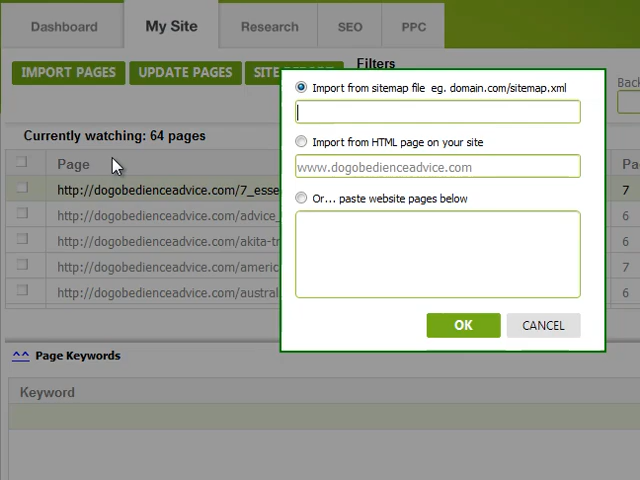 Dashboard
My Site
Research
SEO
PPC
IMPORT PAGES
UPDATE PAGES
SITE
Filters
Back
Import from sitemap file eg. domain.com/sitemap.xml
Import from HTML page on your site
www.dogobedienceadvice.com
Or... paste website pages below
OK
CANCEL
Currently watching: 64 pages
Page
http://dogobedienceadvice.com/7_esse
7
http://dogobedienceadvice.com/advice_
6
http://dogobedienceadvice.com/akita-tr
6
http://dogobedienceadvice.com/americ
7
http://dogobedienceadvice.com/austral
6
^^ Page Keywords
Keyword